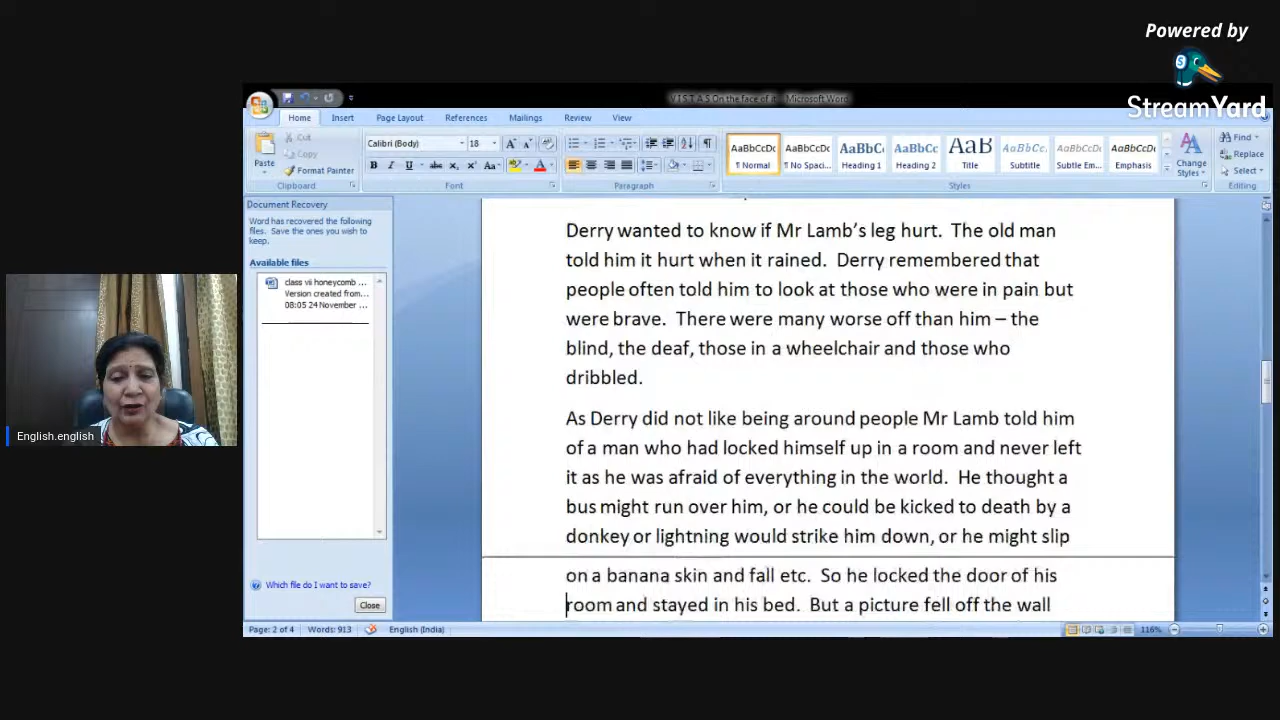 Powered by
S
StreamYard
V I S T A S On the face of it - Microsoft Word
Home Insert Page Layout References Mailings Review View
Paste
Cut
Copy
Format Painter
Clipboard
Calibri (Body) 18
Font
Paragraph
AaBbCcDc AaBbCcDc AaBbC AaBbCc AaB AaBbCc. AaBbCcDc AaBbCcDc
¶ Normal ¶ No Spaci... Heading 1 Heading 2 Title Subtitle Subtle Em... Emphasis
Styles
Change Styles
Find
Replace
Select
Editing
Document Recovery
Word has recovered the following
files. Save the ones you wish to
keep.
Available files
class vii honeycomb ...
Version created from...
08:05 24 November ...
Which file do I want to save?
Close
Derry wanted to know if Mr Lamb's leg hurt. The old man
told him it hurt when it rained. Derry remembered that
people often told him to look at those who were in pain but
were brave. There were many worse off than him – the
blind, the deaf, those in a wheelchair and those who
dribbled.
As Derry did not like being around people Mr Lamb told him
of a man who had locked himself up in a room and never left
it as he was afraid of everything in the world. He thought a
bus might run over him, or he could be kicked to death by a
donkey or lightning would strike him down, or he might slip
on a banana skin and fall etc. So he locked the door of his
room and stayed in his bed. But a picture fell off the wall
English.english
Page: 2 of 4 Words: 913 English (India) 116%